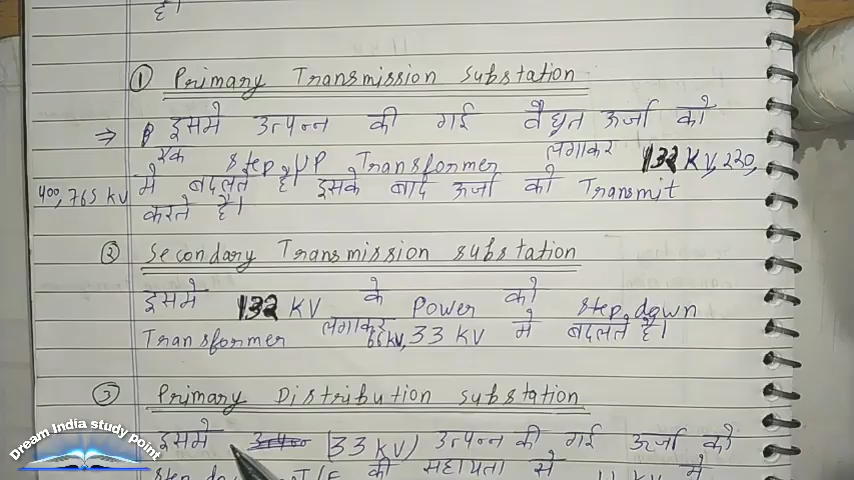 है।
① Primary Transmission Substation
⇒ इसमे उत्पन्न की गई वैधुत ऊर्जा को
एक Step UP Transformer लगाकर 132 KV, 220,
400, 765 KV मे बदलते है। इसके बाद ऊर्जा को Transmit
करते है।
② Secondary Transmission substation
इसमे 132 KV के Power को step down
Transformer लगाकर 66 KV, 33 KV मे बदलते है।
③ Primary Distribution substation
इसमे (33 KV) उत्पन्न की गई ऊर्जा को
T/F की सहायता से 11 KV मे
Dream India study point